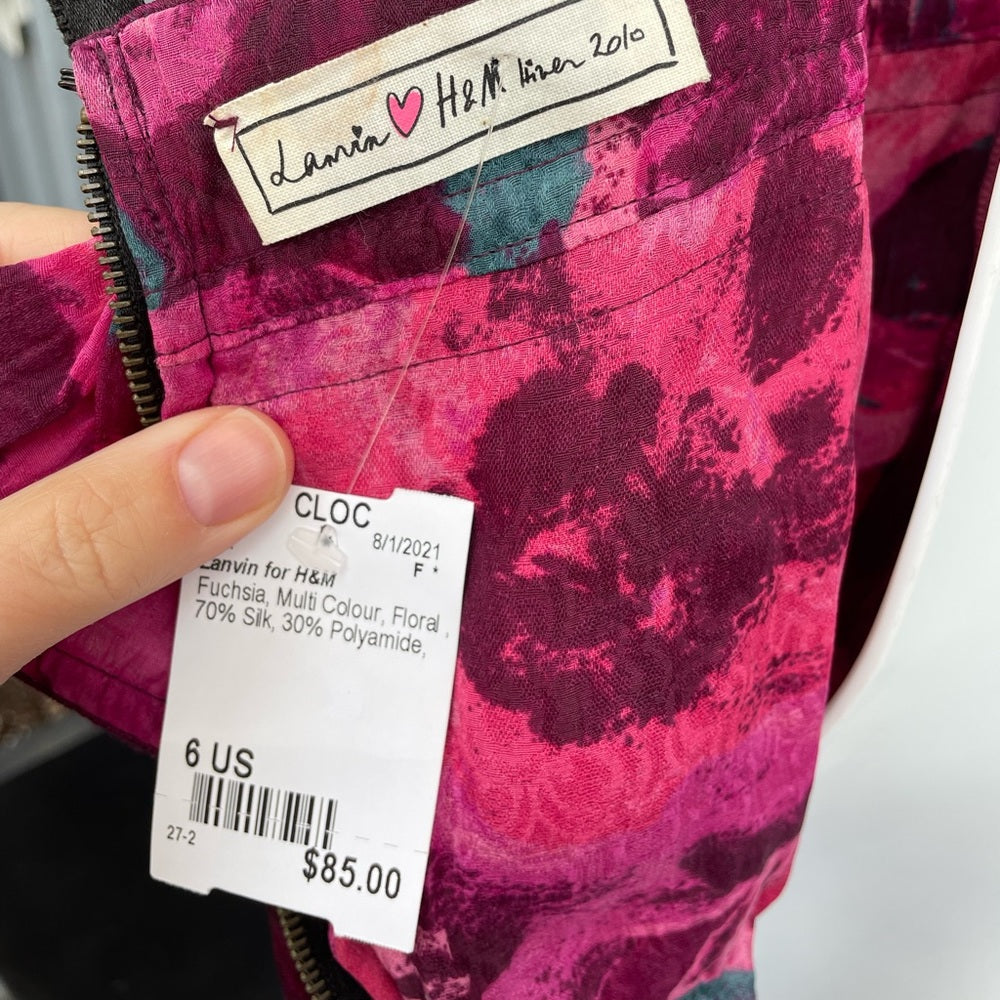 Lanvin ♥ H&M. Hiver 2010
CLOC
8/1/2021
F *
Lanvin for H&M
Fuchsia, Multi Colour, Floral ,
70% Silk, 30% Polyamide,
6 US
27-2
$85.00